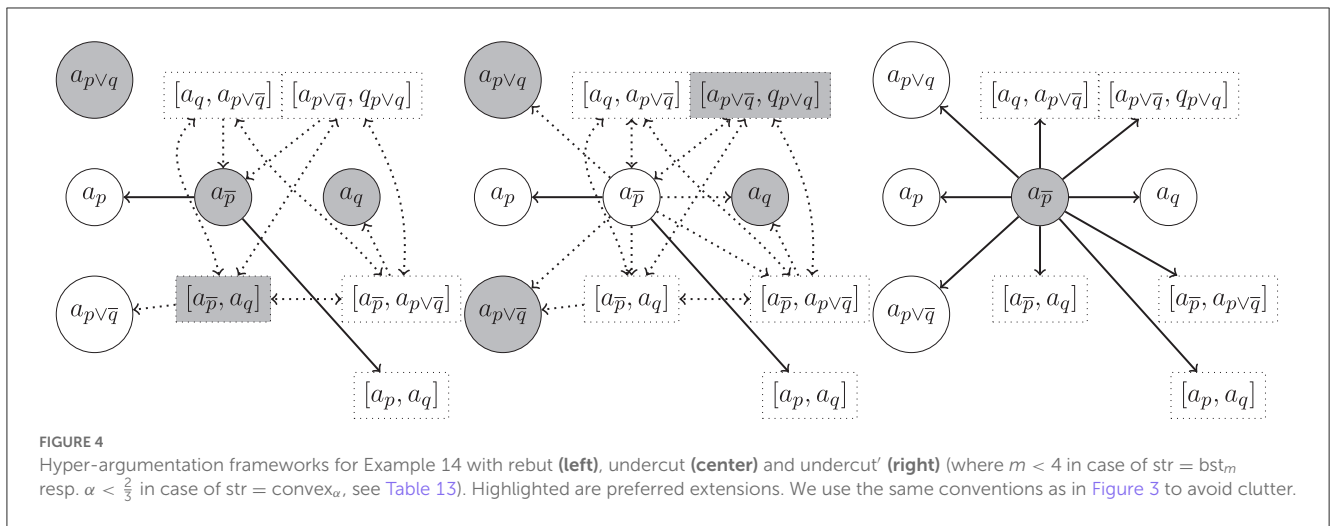 a_{p∨q} [a_q, a_{p∨q̅}] [a_{p∨q̅}, q_{p∨q}] a_{p∨q} [a_q, a_{p∨q̅}] [a_{p∨q̅}, q_{p∨q}] a_{p∨q} [a_q, a_{p∨q̅}] [a_{p∨q̅}, q_{p∨q}]
a_p a_{p̅} a_q a_p a_{p̅} a_q a_p a_{p̅} a_q
a_{p∨q̅} [a_{p̅}, a_q] [a_{p̅}, a_{p∨q̅}] a_{p∨q̅} [a_{p̅}, a_q] [a_{p̅}, a_{p∨q̅}] a_{p∨q̅} [a_{p̅}, a_q] [a_{p̅}, a_{p∨q̅}]
[a_p, a_q] [a_p, a_q] [a_p, a_q]
FIGURE 4
Hyper-argumentation frameworks for Example 14 with rebut (left), undercut (center) and undercut′ (right) (where m < 4 in case of str = bst_m
resp. α < 2/3 in case of str = convex_α, see Table 13). Highlighted are preferred extensions. We use the same conventions as in Figure 3 to avoid clutter.